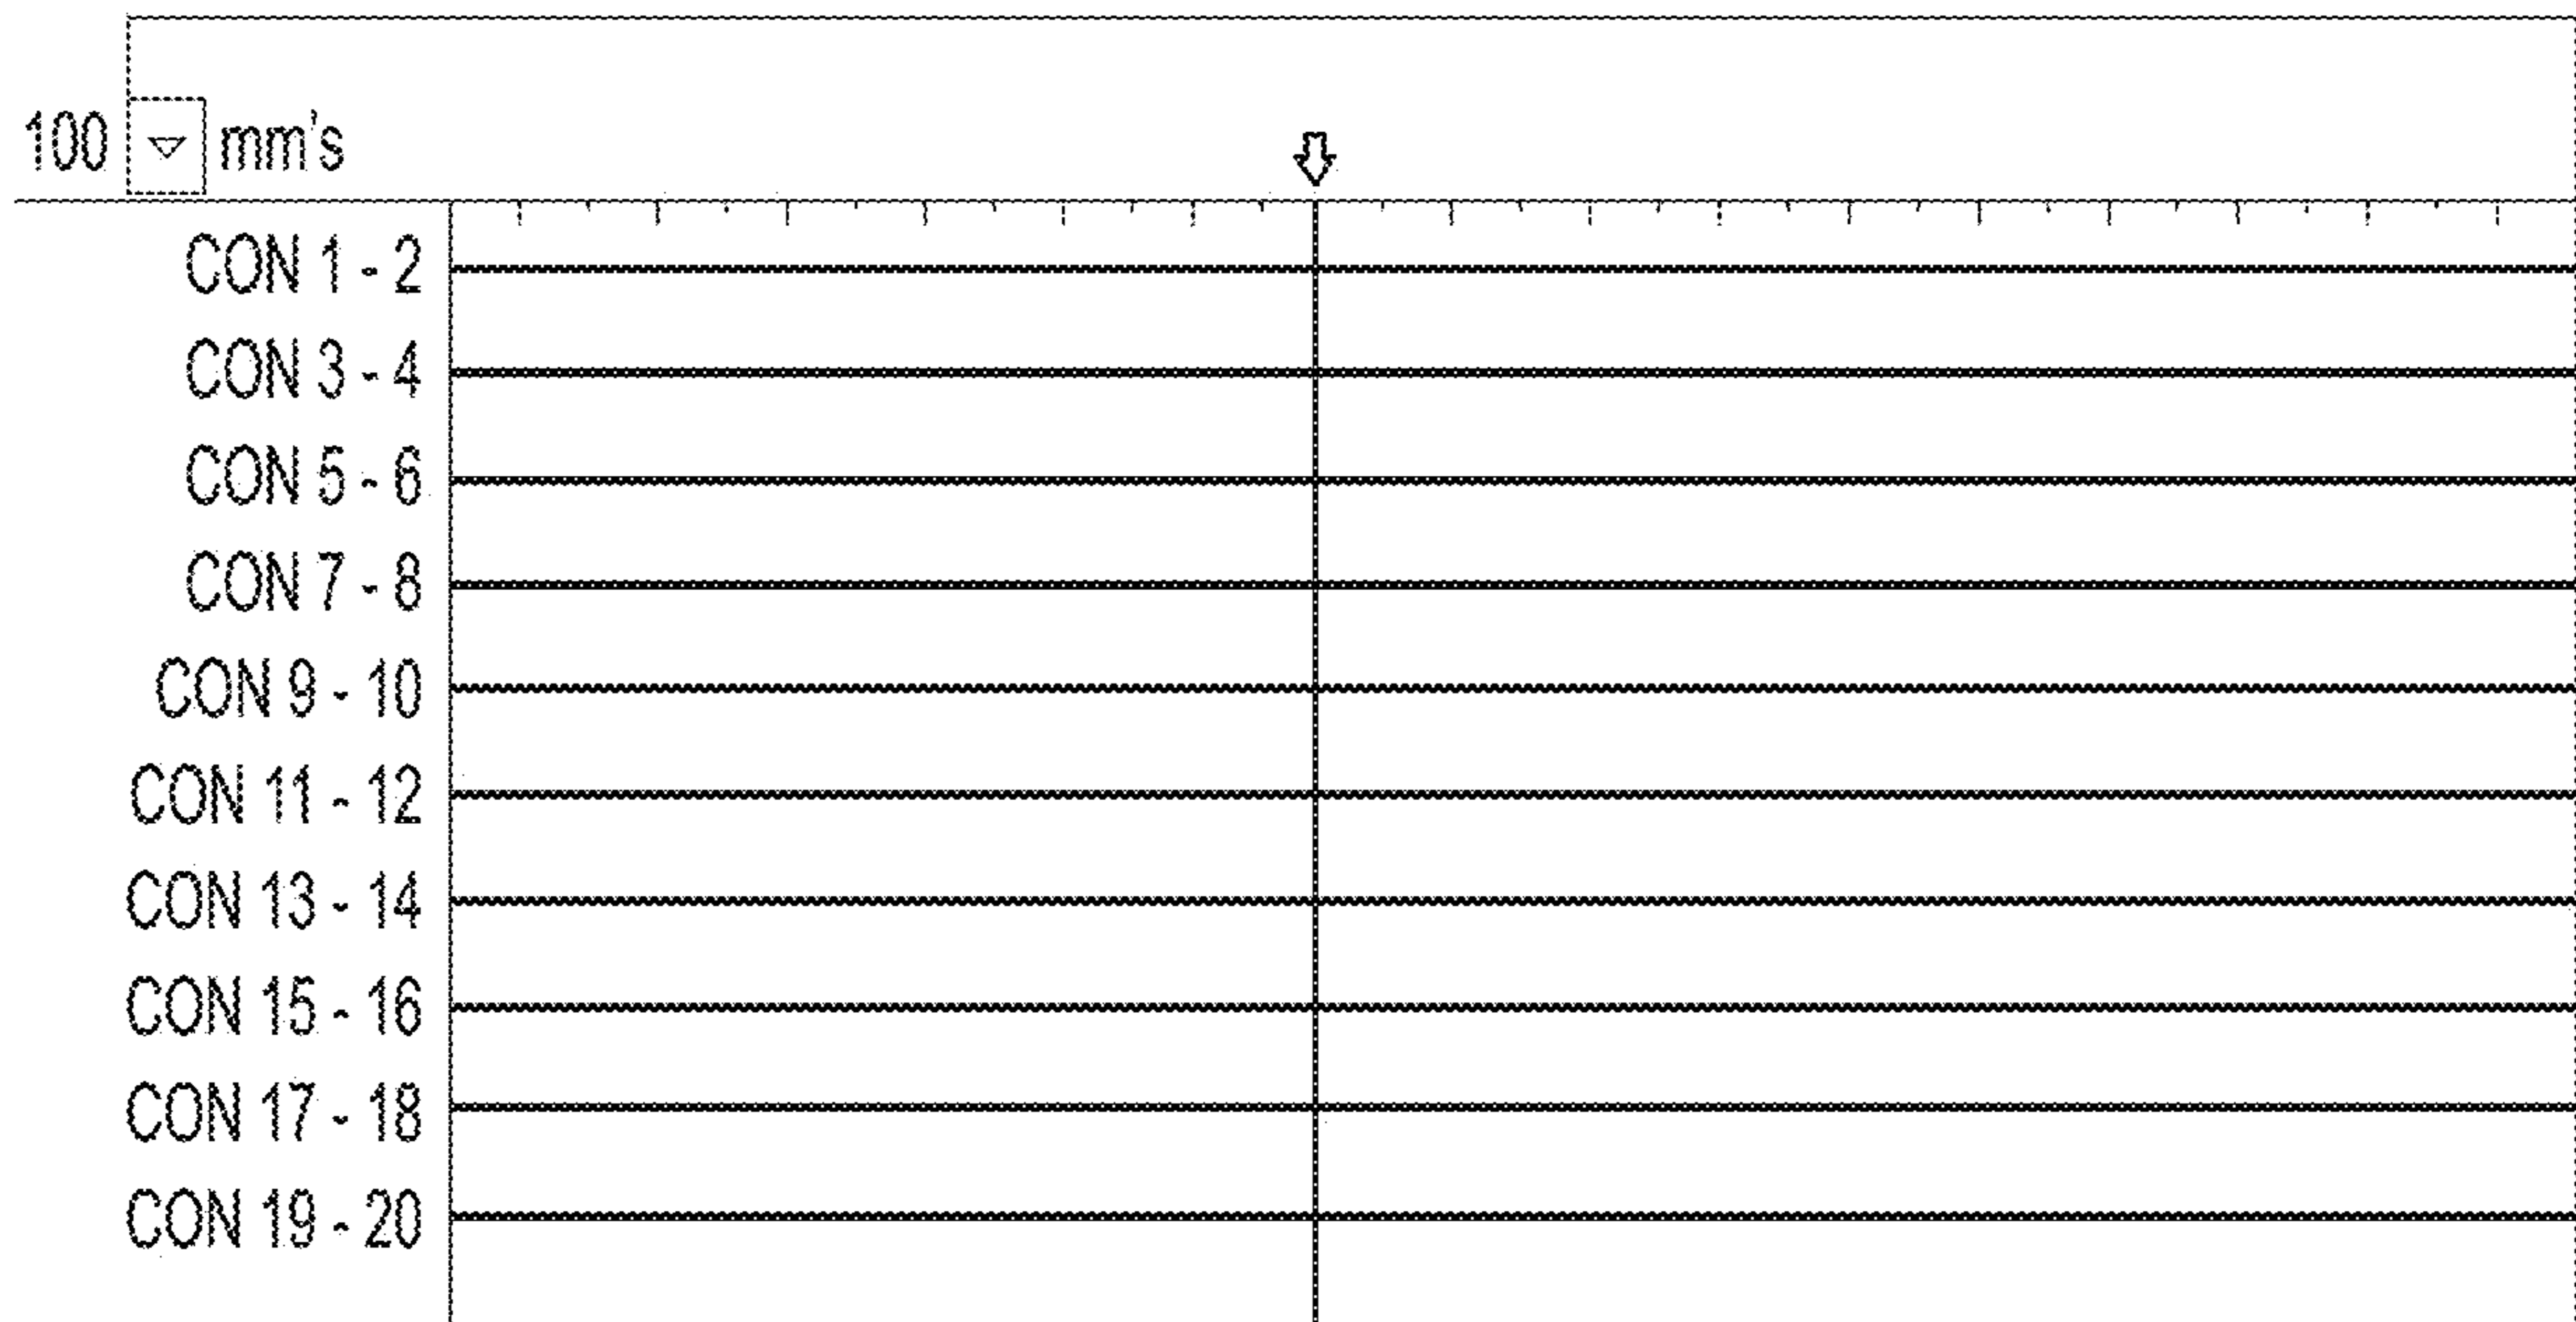 100 mm's
CON 1 - 2
CON 3 - 4
CON 5 - 6
CON 7 - 8
CON 9 - 10
CON 11 - 12
CON 13 - 14
CON 15 - 16
CON 17 - 18
CON 19 - 20